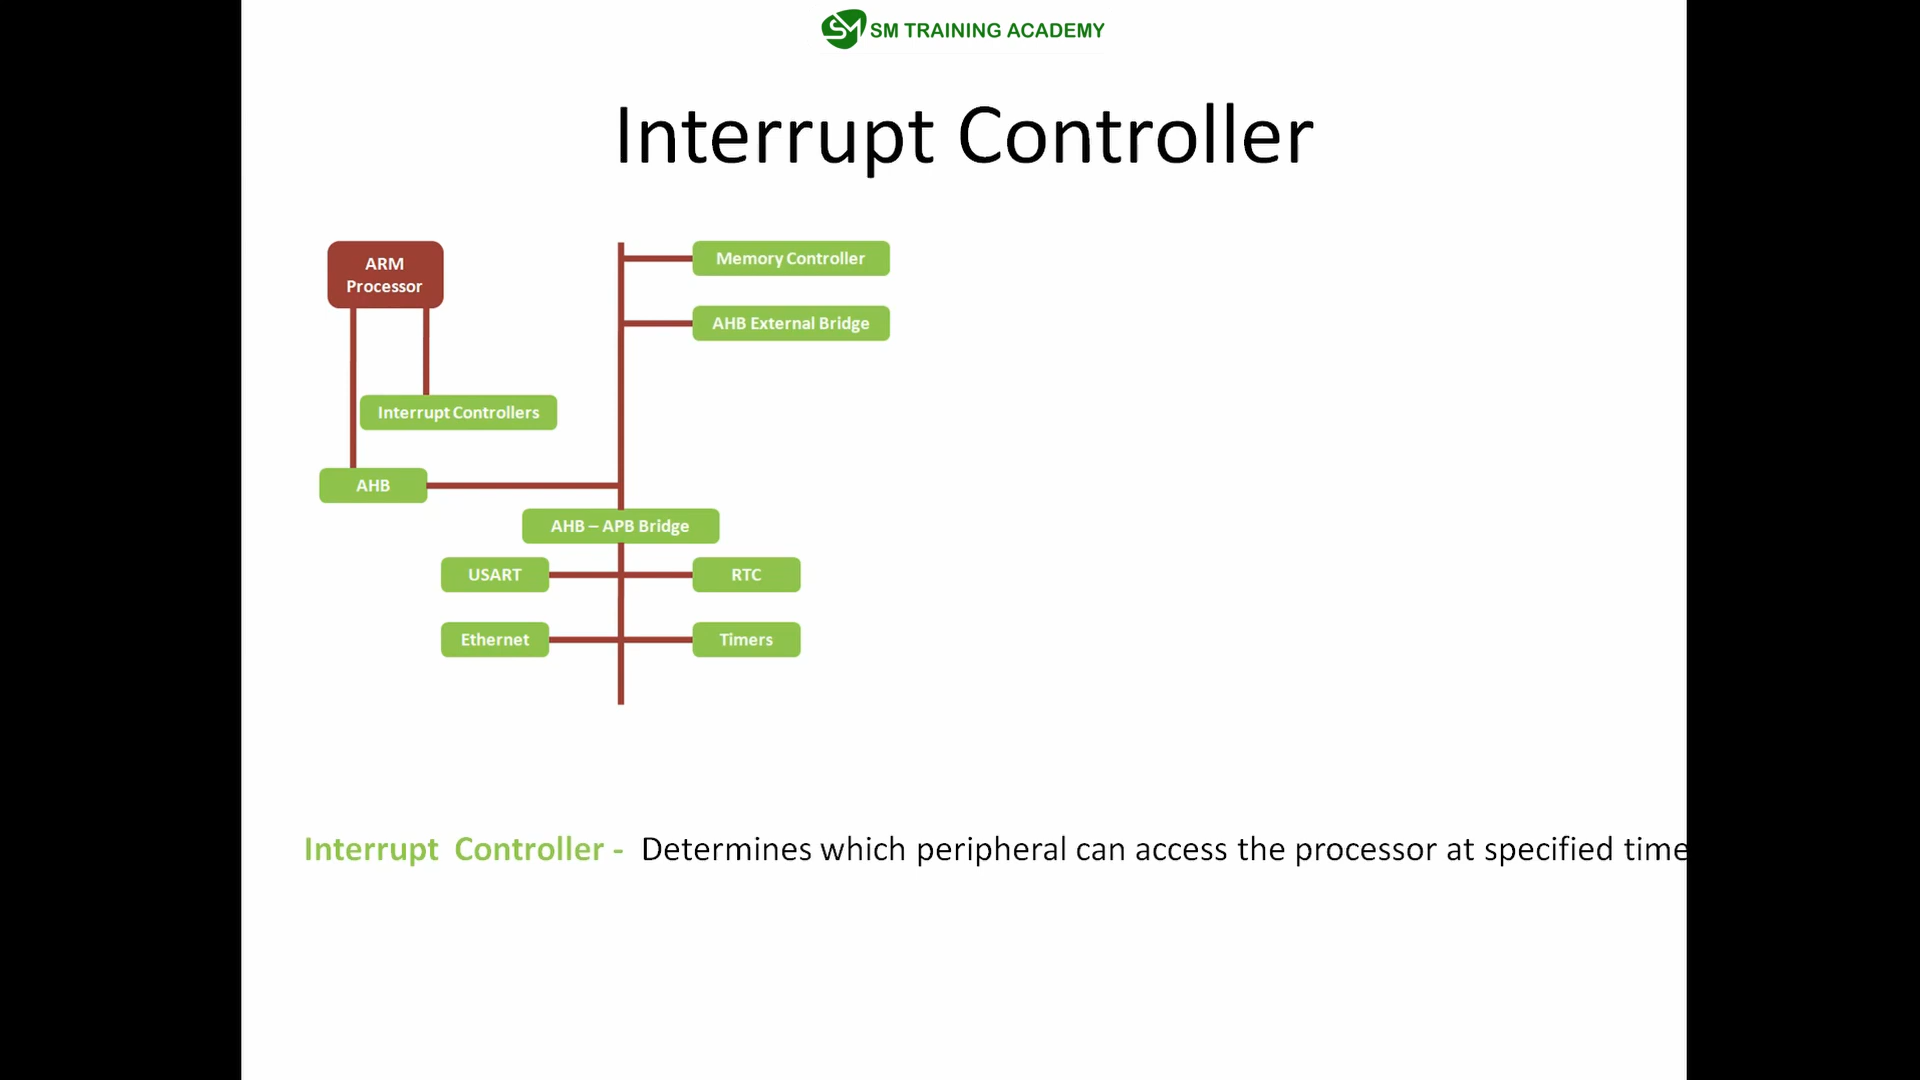 SM TRAINING ACADEMY
Interrupt Controller
ARM
Processor
Memory Controller
AHB External Bridge
Interrupt Controllers
AHB
AHB – APB Bridge
USART
RTC
Ethernet
Timers
Interrupt Controller - Determines which peripheral can access the processor at specified time